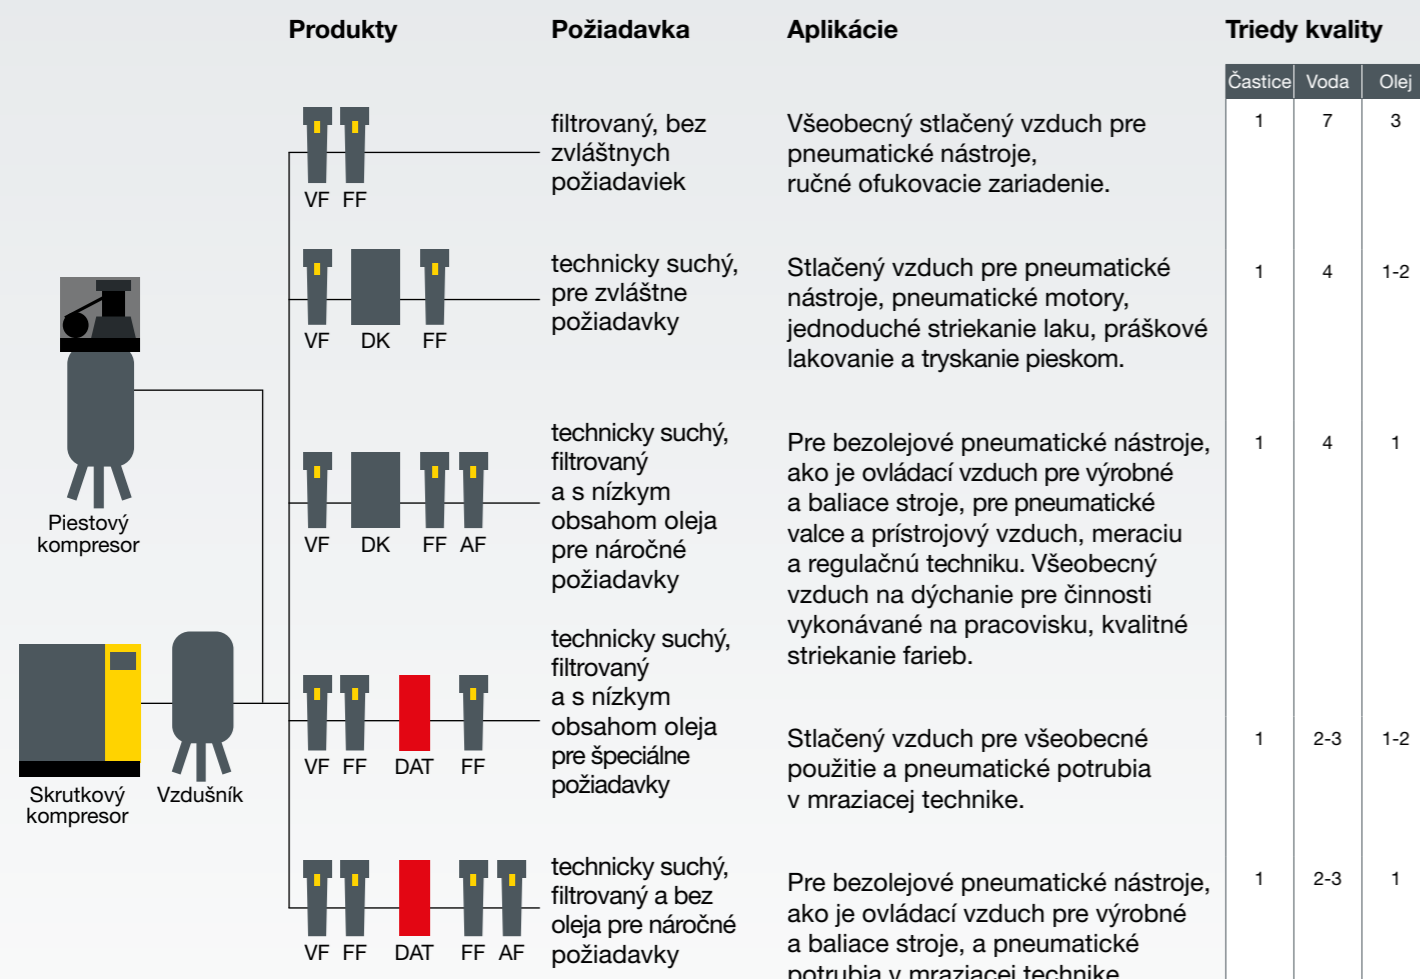 Produkty
Požiadavka
Aplikácie
Triedy kvality
Častice
Voda
Olej
VF FF
filtrovaný, bez
zvláštnych
požiadaviek
Všeobecný stlačený vzduch pre
pneumatické nástroje,
ručné ofukovacie zariadenie.
1
7
3
VF DK FF
technicky suchý,
pre zvláštne
požiadavky
Stlačený vzduch pre pneumatické
nástroje, pneumatické motory,
jednoduché striekanie laku, práškové
lakovanie a tryskanie pieskom.
1
4
1-2
Piestový
kompresor
VF DK FF AF
technicky suchý,
filtrovaný
a s nízkym
obsahom oleja
pre náročné
požiadavky
Pre bezolejové pneumatické nástroje,
ako je ovládací vzduch pre výrobné
a baliace stroje, pre pneumatické
valce a prístrojový vzduch, meraciu
a regulačnú techniku. Všeobecný
vzduch na dýchanie pre činnosti
vykonávané na pracovisku, kvalitné
striekanie farieb.
1
4
1
Skrutkový
kompresor
Vzdušník
VF FF DAT FF
technicky suchý,
filtrovaný
a s nízkym
obsahom oleja
pre špeciálne
požiadavky
Stlačený vzduch pre všeobecné
použitie a pneumatické potrubia
v mraziacej technike.
1
2-3
1-2
VF FF DAT FF AF
technicky suchý,
filtrovaný a bez
oleja pre náročné
požiadavky
Pre bezolejové pneumatické nástroje,
ako je ovládací vzduch pre výrobné
a baliace stroje, a pneumatické
potrubia v mraziacej technike
1
2-3
1